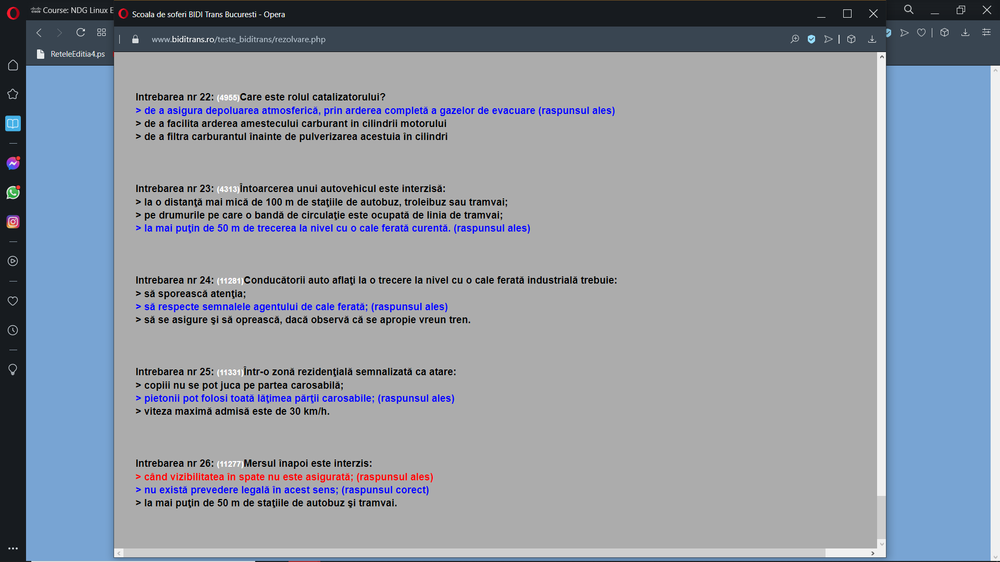 Course: NDG Linux E
Scoala de soferi BIDI Trans Bucuresti - Opera
www.biditrans.ro/teste_biditrans/rezolvare.php
ReteleEditia4.ps
Intrebarea nr 22: (4955)Care este rolul catalizatorului?
> de a asigura depoluarea atmosferică, prin arderea completă a gazelor de evacuare (raspunsul ales)
> de a facilita arderea amestecului carburant in cilindrii motorului
> de a filtra carburantul înainte de pulverizarea acestuia în cilindri
Intrebarea nr 23: (4313)Întoarcerea unui autovehicul este interzisă:
> la o distanţă mai mică de 100 m de staţiile de autobuz, troleibuz sau tramvai;
> pe drumurile pe care o bandă de circulaţie este ocupată de linia de tramvai;
> la mai puţin de 50 m de trecerea la nivel cu o cale ferată curentă. (raspunsul ales)
Intrebarea nr 24: (11281)Conducătorii auto aflaţi la o trecere la nivel cu o cale ferată industrială trebuie:
> să sporească atenţia;
> să respecte semnalele agentului de cale ferată; (raspunsul ales)
> să se asigure şi să oprească, dacă observă că se apropie vreun tren.
Intrebarea nr 25: (11331)Într-o zonă rezidenţială semnalizată ca atare:
> copiii nu se pot juca pe partea carosabilă;
> pietonii pot folosi toată lăţimea părţii carosabile; (raspunsul ales)
> viteza maximă admisă este de 30 km/h.
Intrebarea nr 26: (11277)Mersul înapoi este interzis:
> când vizibilitatea în spate nu este asigurată; (raspunsul ales)
> nu există prevedere legală în acest sens; (raspunsul corect)
> la mai puţin de 50 m de staţiile de autobuz şi tramvai.